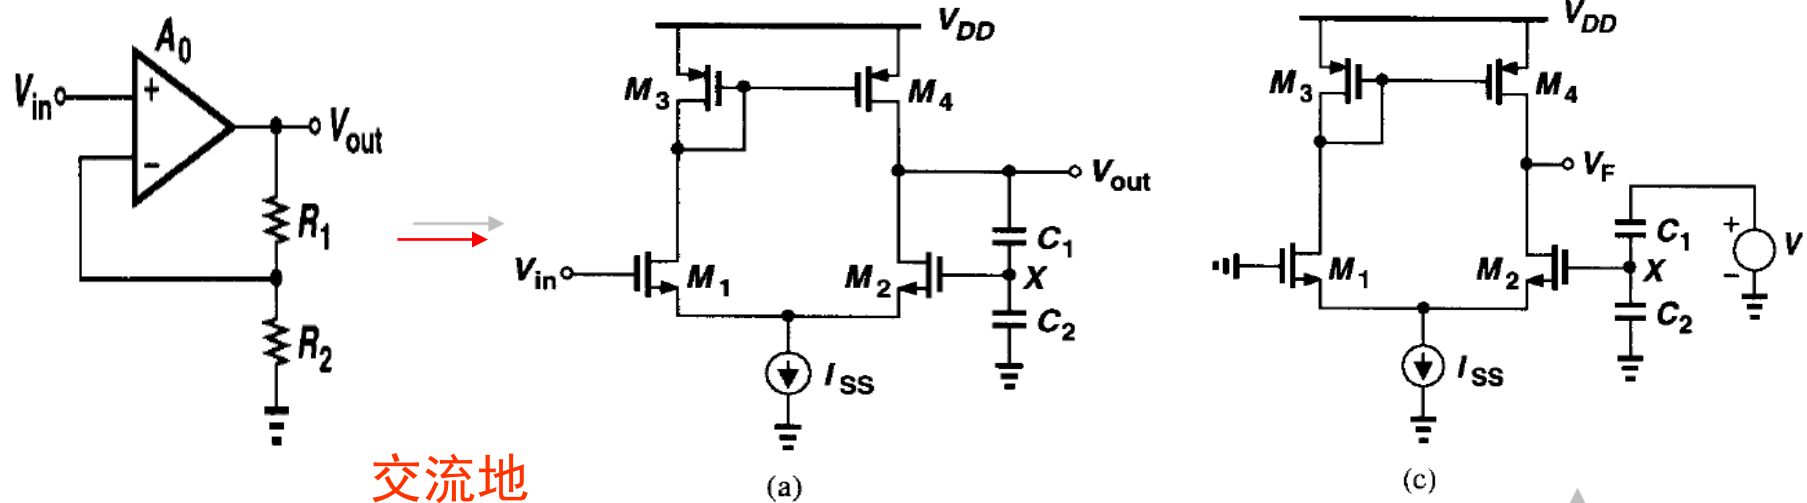 A0
Vin
+
−
Vout
R1
R2
交流地
VDD
M3
M4
Vout
C1
Vin
M1
M2
X
C2
ISS
(a)
VDD
M3
M4
VF
C1
+
V
−
M1
M2
X
C2
ISS
(c)